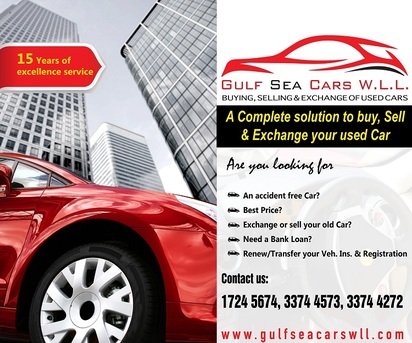 15 Years of
excellence service
Gulf Sea Cars W.L.L.
BUYING, SELLING & EXCHANGE OF USED CARS
A Complete solution to buy, Sell
& Exchange your used Car
Are you looking for
An accident free Car?
Best Price?
Exchange or sell your old Car?
Need a Bank Loan?
Renew/Transfer your Veh. Ins. & Registration
Contact us:
1724 5674, 3374 4573, 3374 4272
www.gulfseacarswll.com